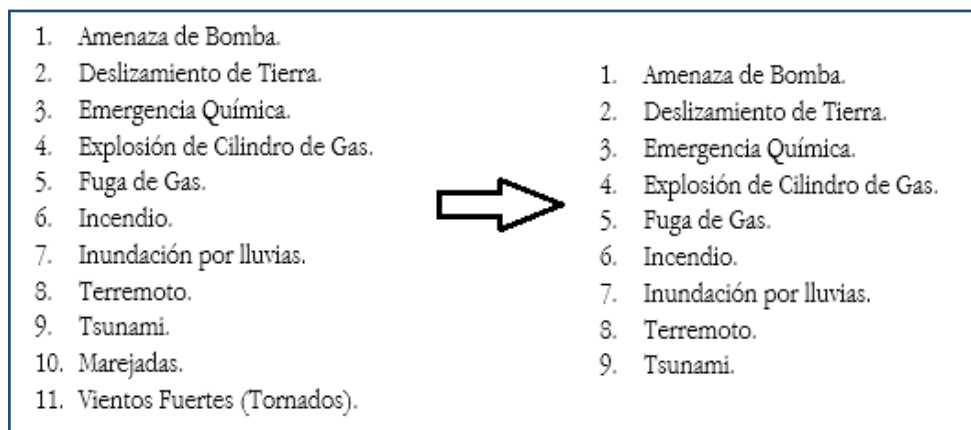 1. Amenaza de Bomba.
2. Deslizamiento de Tierra.
3. Emergencia Química.
4. Explosión de Cilindro de Gas.
5. Fuga de Gas.
6. Incendio.
7. Inundación por lluvias.
8. Terremoto.
9. Tsunami.
10. Marejadas.
11. Vientos Fuertes (Tornados).
1. Amenaza de Bomba.
2. Deslizamiento de Tierra.
3. Emergencia Química.
4. Explosión de Cilindro de Gas.
5. Fuga de Gas.
6. Incendio.
7. Inundación por lluvias.
8. Terremoto.
9. Tsunami.